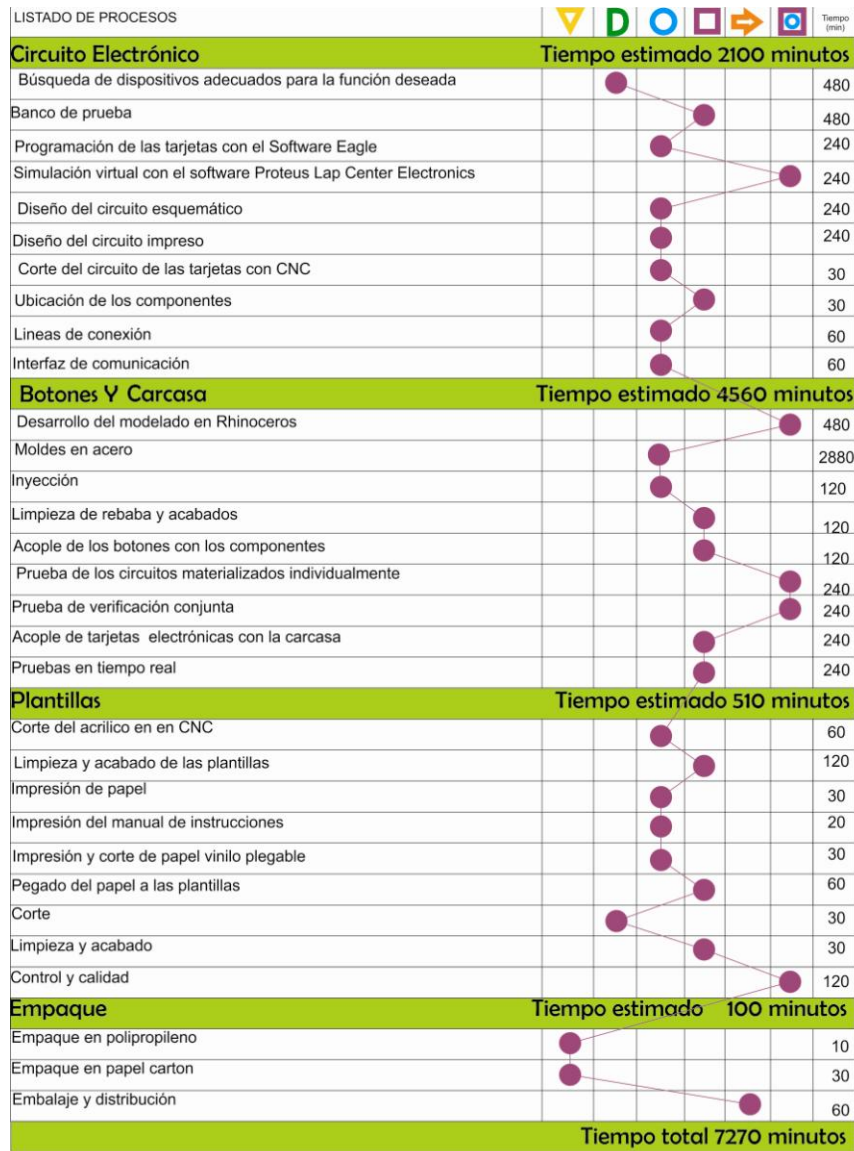 LISTADO DE PROCESOS D Tiempo (min)
Circuito Electrónico Tiempo estimado 2100 minutos
Búsqueda de dispositivos adecuados para la función deseada 480
Banco de prueba 480
Programación de las tarjetas con el Software Eagle 240
Simulación virtual con el software Proteus Lap Center Electronics 240
Diseño del circuito esquemático 240
Diseño del circuito impreso 240
Corte del circuito de las tarjetas con CNC 30
Ubicación de los componentes 30
Lineas de conexión 60
Interfaz de comunicación 60
Botones Y Carcasa Tiempo estimado 4560 minutos
Desarrollo del modelado en Rhinoceros 480
Moldes en acero 2880
Inyección 120
Limpieza de rebaba y acabados 120
Acople de los botones con los componentes 120
Prueba de los circuitos materializados individualmente 240
Prueba de verificación conjunta 240
Acople de tarjetas electrónicas con la carcasa 240
Pruebas en tiempo real 240
Plantillas Tiempo estimado 510 minutos
Corte del acrilico en en CNC 60
Limpieza y acabado de las plantillas 120
Impresión de papel 30
Impresión del manual de instrucciones 20
Impresión y corte de papel vinilo plegable 30
Pegado del papel a las plantillas 60
Corte 30
Limpieza y acabado 30
Control y calidad 120
Empaque Tiempo estimado 100 minutos
Empaque en polipropileno 10
Empaque en papel carton 30
Embalaje y distribución 60
Tiempo total 7270 minutos